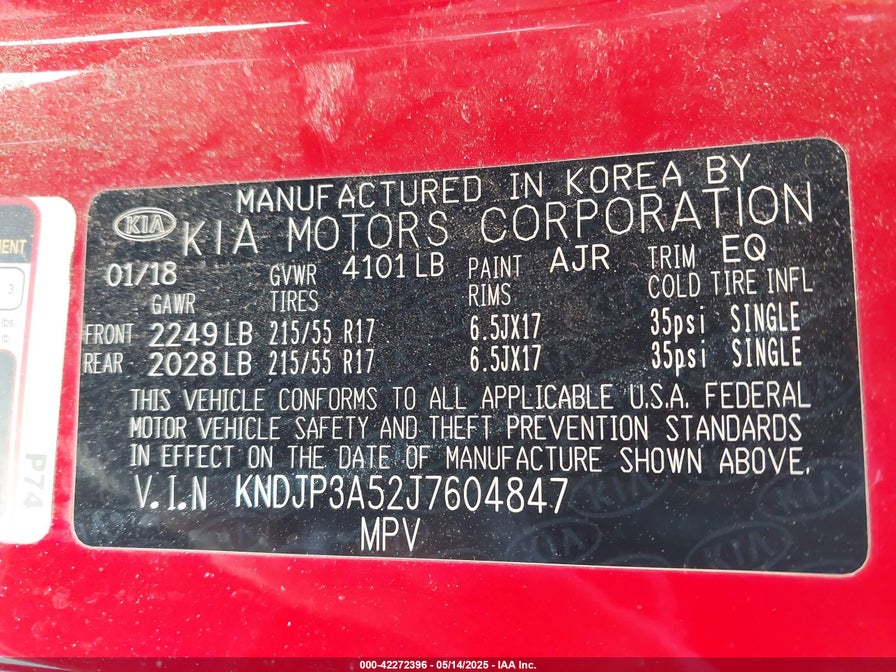 MANUFACTURED IN KOREA BY
KIA KIA MOTORS CORPORATION
01/18 GVWR 4101 LB PAINT AJR TRIM EQ
GAWR TIRES RIMS COLD TIRE INFL
FRONT 2249 LB 215/55 R17 6.5JX17 35psi SINGLE
REAR 2028 LB 215/55 R17 6.5JX17 35psi SINGLE
THIS VEHICLE CONFORMS TO ALL APPLICABLE U.S.A. FEDERAL
MOTOR VEHICLE SAFETY AND THEFT PREVENTION STANDARDS
IN EFFECT ON THE DATE OF MANUFACTURE SHOWN ABOVE.
V.I.N KNDJP3A52J7604847
MPV
3
lbs.
lb.
P74
000-42272396 - 05/14/2025 - IAA Inc.